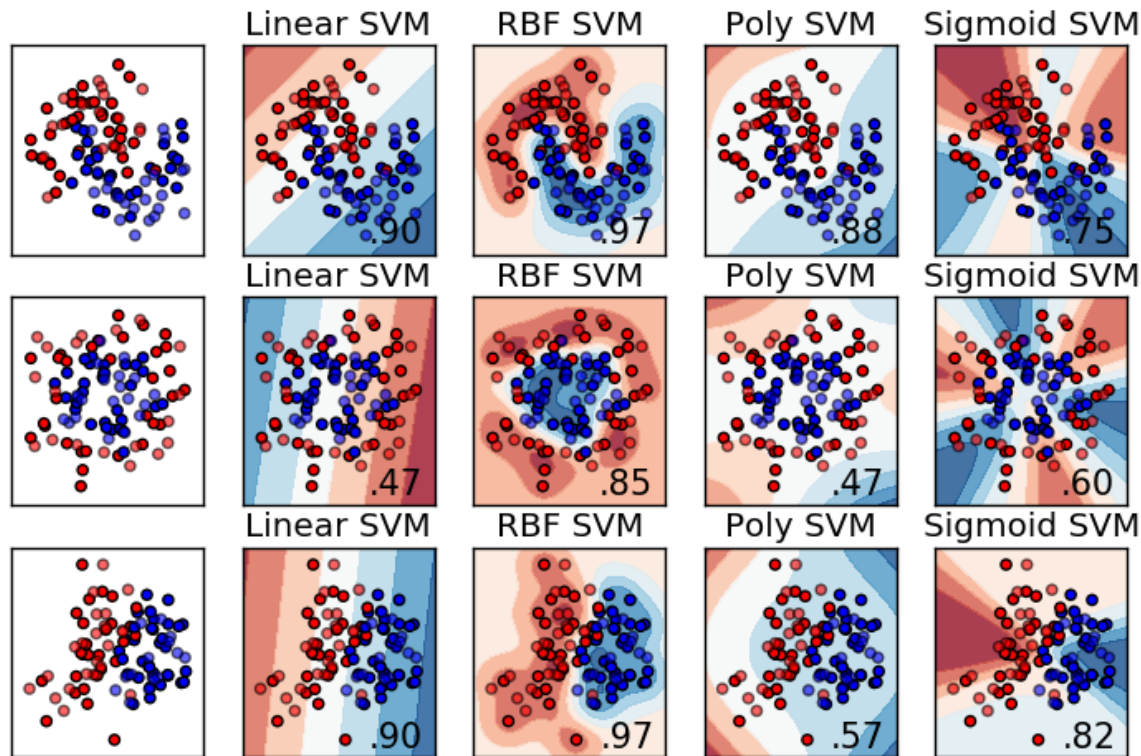 Linear SVM RBF SVM Poly SVM Sigmoid SVM
.90 .97 .88 .75
Linear SVM RBF SVM Poly SVM Sigmoid SVM
.47 .85 .47 .60
Linear SVM RBF SVM Poly SVM Sigmoid SVM
.90 .97 .57 .82